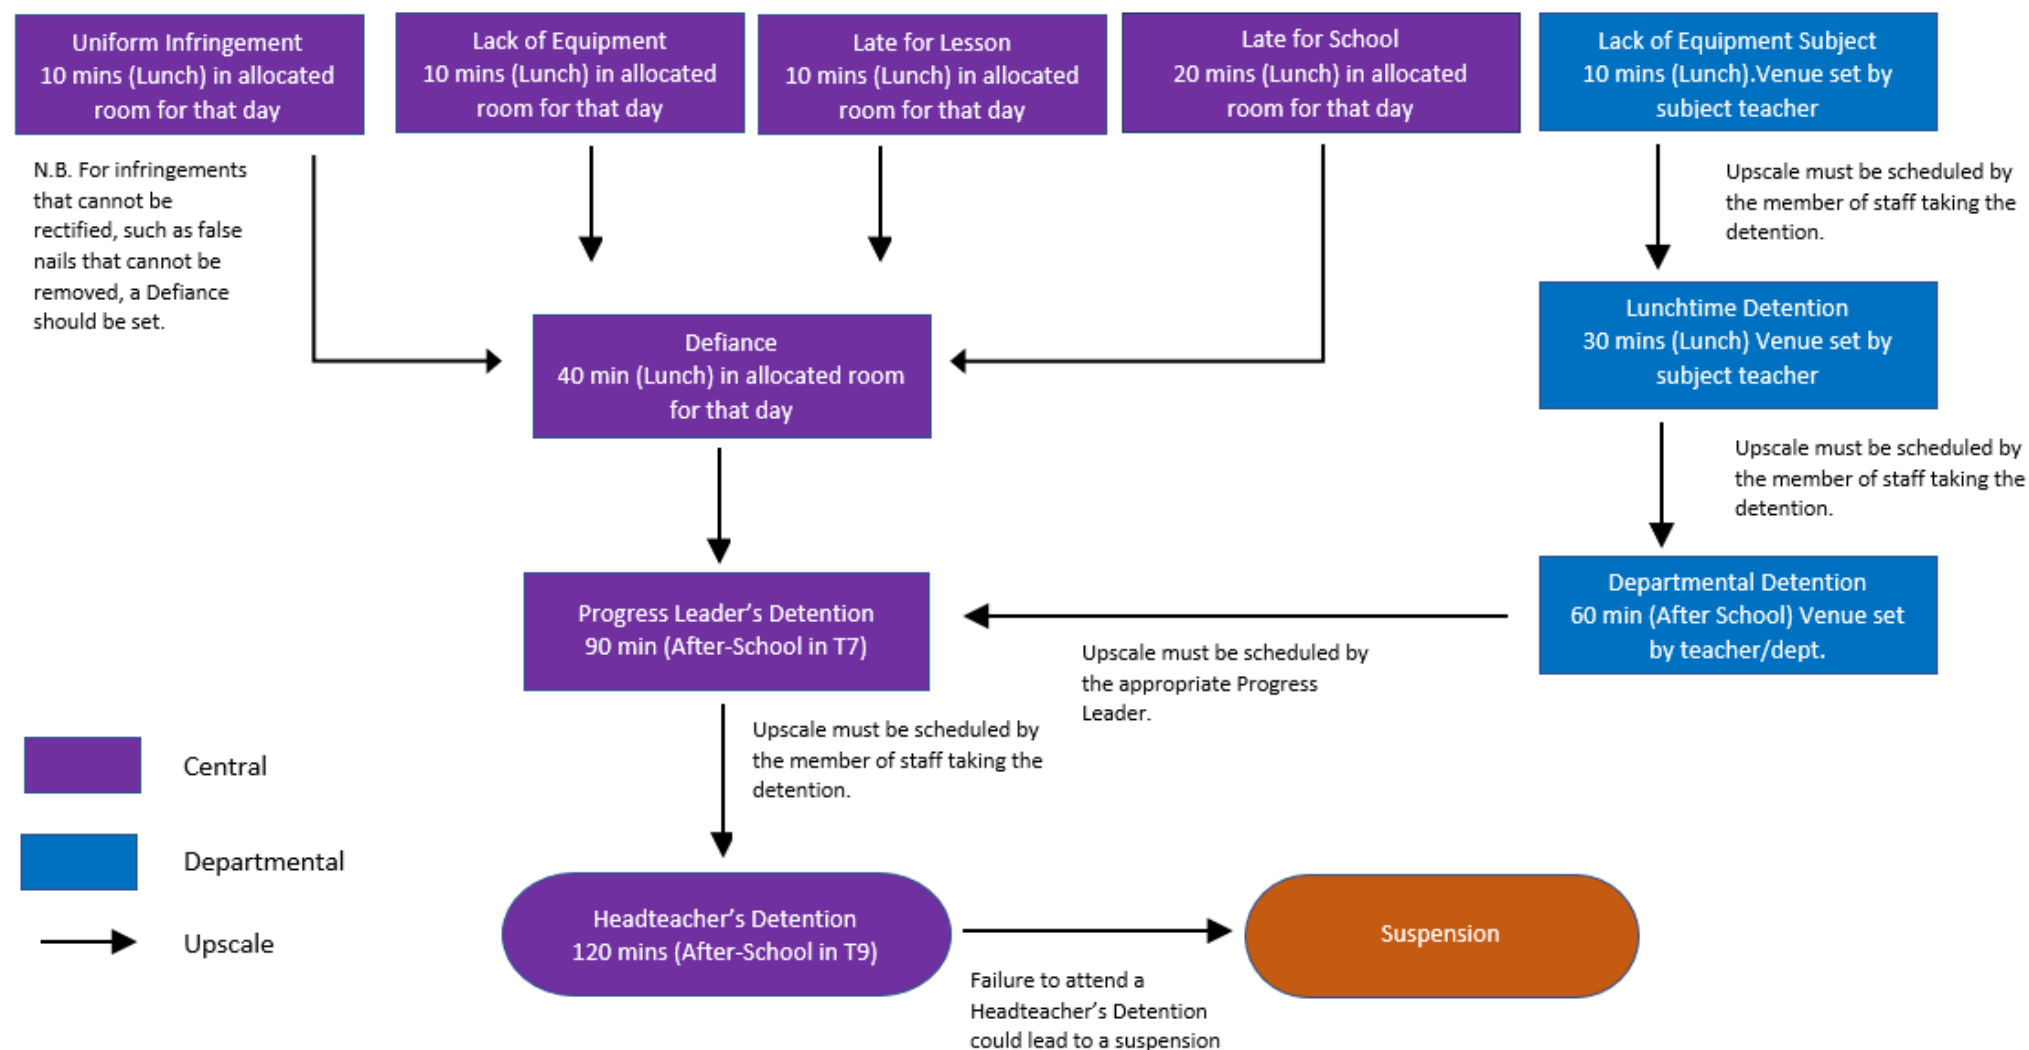 Uniform Infringement
10 mins (Lunch) in allocated
room for that day
Lack of Equipment
10 mins (Lunch) in allocated
room for that day
Late for Lesson
10 mins (Lunch) in allocated
room for that day
Late for School
20 mins (Lunch) in allocated
room for that day
Lack of Equipment Subject
10 mins (Lunch).Venue set by
subject teacher
N.B. For infringements
that cannot be
rectified, such as false
nails that cannot be
removed, a Defiance
should be set.
Upscale must be scheduled by
the member of staff taking the
detention.
Defiance
40 min (Lunch) in allocated room
for that day
Lunchtime Detention
30 mins (Lunch) Venue set by
subject teacher
Upscale must be scheduled by
the member of staff taking the
detention.
Progress Leader’s Detention
90 min (After-School in T7)
Departmental Detention
60 min (After School) Venue set
by teacher/dept.
Upscale must be scheduled by
the appropriate Progress
Leader.
Upscale must be scheduled by
the member of staff taking the
detention.
Central
Departmental
Upscale
Headteacher’s Detention
120 mins (After-School in T9)
Suspension
Failure to attend a
Headteacher’s Detention
could lead to a suspension